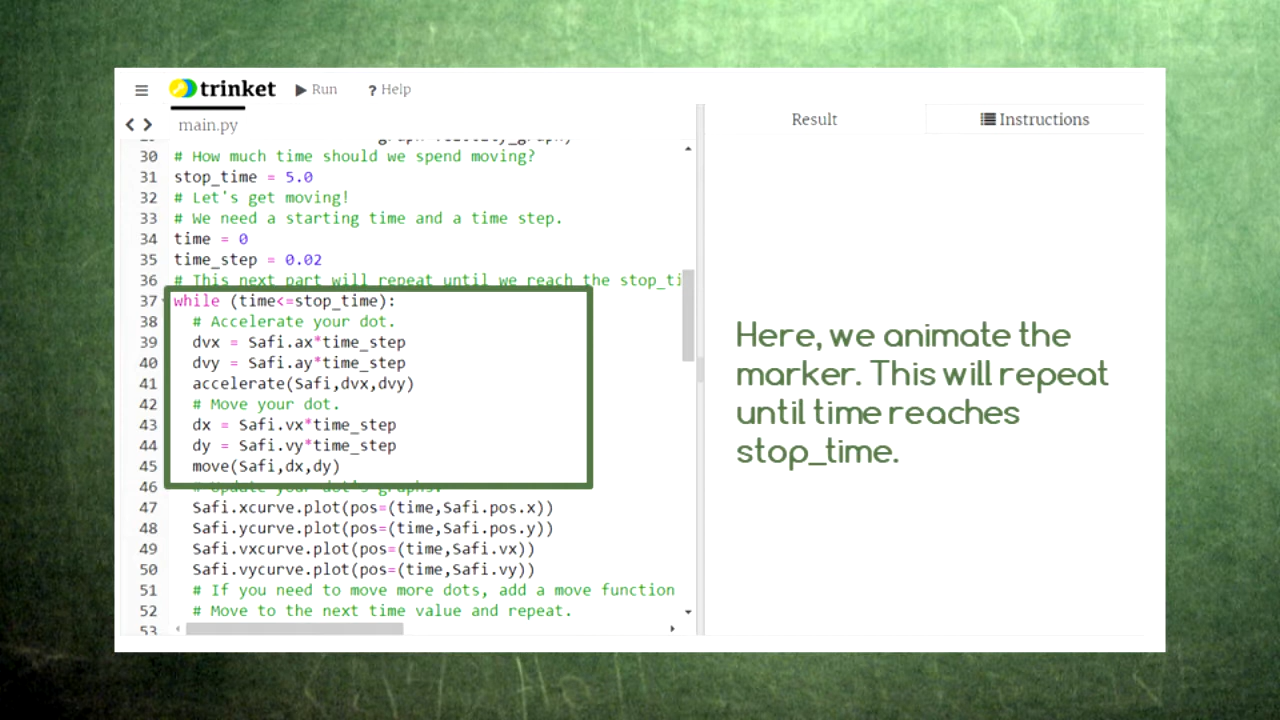 trinket Run ? Help
main.py
Result Instructions
30 # How much time should we spend moving?
31 stop_time = 5.0
32 # Let's get moving!
33 # We need a starting time and a time step.
34 time = 0
35 time_step = 0.02
36 # This next part will repeat until we reach the stop_ti
37 while (time<=stop_time):
38 # Accelerate your dot.
39 dvx = Safi.ax*time_step
40 dvy = Safi.ay*time_step
41 accelerate(Safi,dvx,dvy)
42 # Move your dot.
43 dx = Safi.vx*time_step
44 dy = Safi.vy*time_step
45 move(Safi,dx,dy)
46 # Update your dot's graphs.
47 Safi.xcurve.plot(pos=(time,Safi.pos.x))
48 Safi.ycurve.plot(pos=(time,Safi.pos.y))
49 Safi.vxcurve.plot(pos=(time,Safi.vx))
50 Safi.vycurve.plot(pos=(time,Safi.vy))
51 # If you need to move more dots, add a move function
52 # Move to the next time value and repeat.
53
Here, we animate the
marker. This will repeat
until time reaches
stop_time.